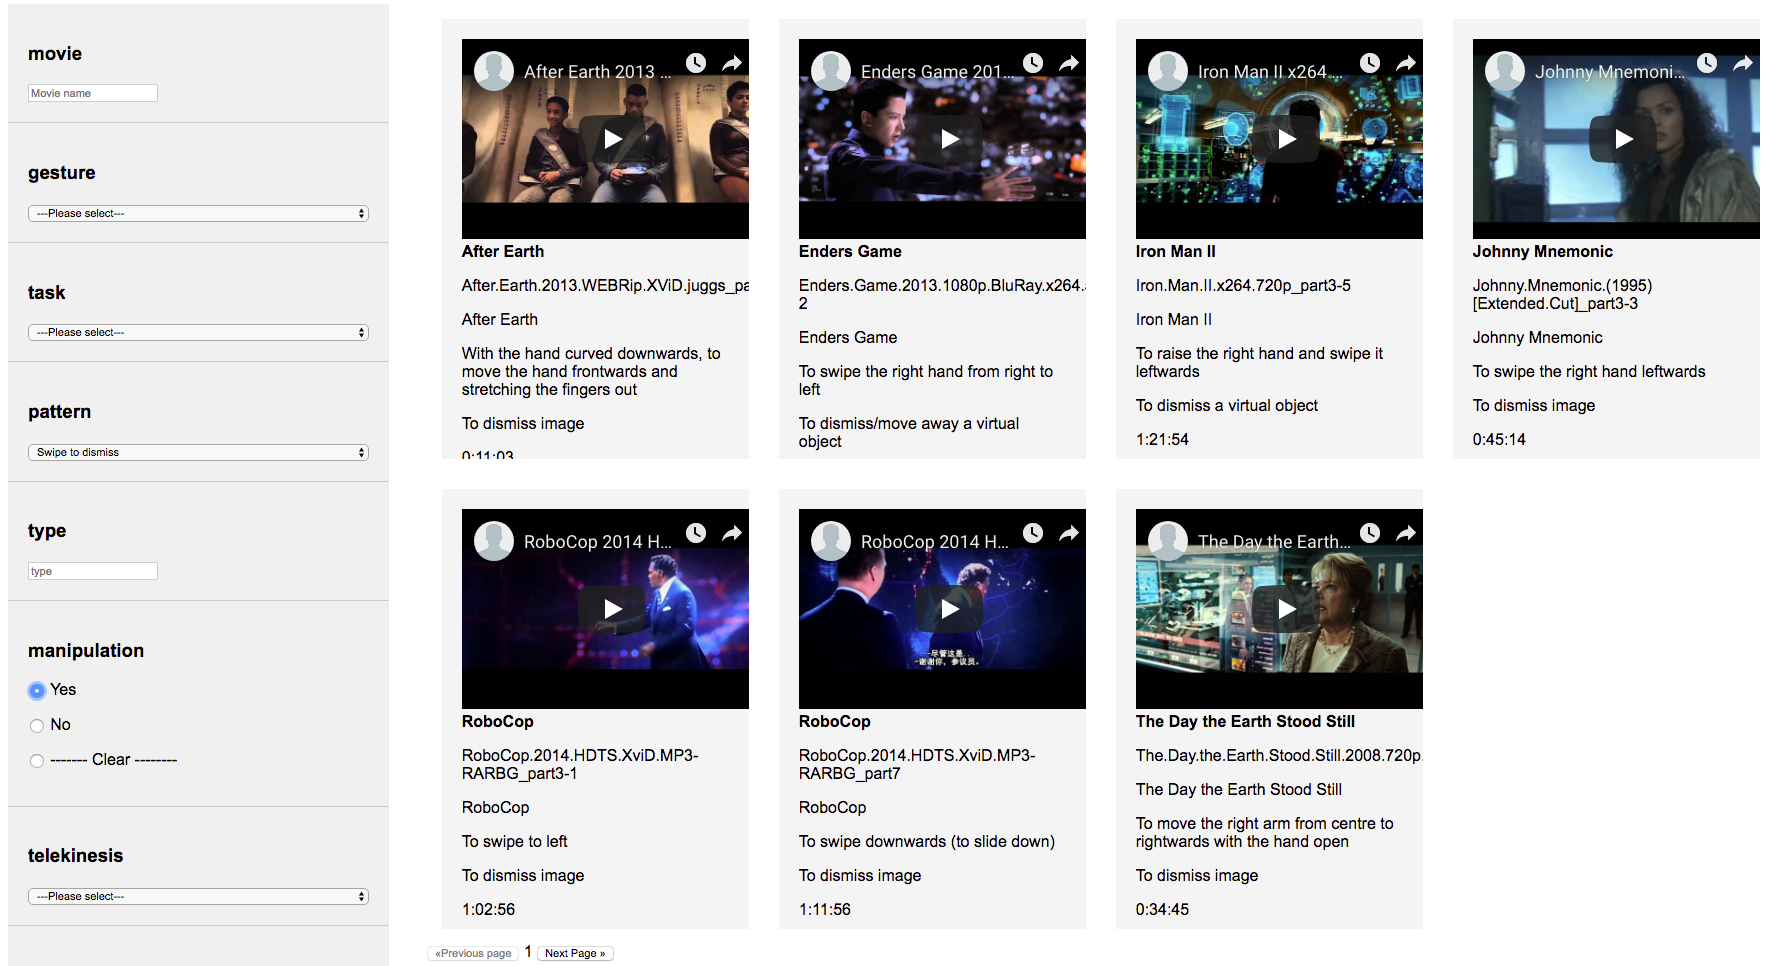 movie
Movie name
gesture
---Please select---
task
---Please select---
pattern
Swipe to dismiss
type
type
manipulation
Yes
No
------- Clear --------
telekinesis
---Please select---
After Earth 2013 ...
After Earth
After.Earth.2013.WEBRip.XViD.juggs_pa
After Earth
With the hand curved downwards, to
move the hand frontwards and
stretching the fingers out
To dismiss image
0:11:03
Enders Game 201...
Enders Game
Enders.Game.2013.1080p.BluRay.x264.
2
Enders Game
To swipe the right hand from right to
left
To dismiss/move away a virtual
object
Iron Man II x264....
Iron Man II
Iron.Man.II.x264.720p_part3-5
Iron Man II
To raise the right hand and swipe it
leftwards
To dismiss a virtual object
1:21:54
Johnny Mnemoni...
Johnny Mnemonic
Johnny.Mnemonic.(1995)
[Extended.Cut]_part3-3
Johnny Mnemonic
To swipe the right hand leftwards
To dismiss image
0:45:14
RoboCop 2014 H...
RoboCop
RoboCop.2014.HDTS.XviD.MP3-
RARBG_part3-1
RoboCop
To swipe to left
To dismiss image
1:02:56
RoboCop 2014 H...
-尽管这是..
-谢谢你，参议员。
RoboCop
RoboCop.2014.HDTS.XviD.MP3-
RARBG_part7
RoboCop
To swipe downwards (to slide down)
To dismiss image
1:11:56
The Day the Earth...
The Day the Earth Stood Still
The.Day.the.Earth.Stood.Still.2008.720p.
The Day the Earth Stood Still
To move the right arm from centre to
rightwards with the hand open
To dismiss image
0:34:45
«Previous page 1 Next Page »